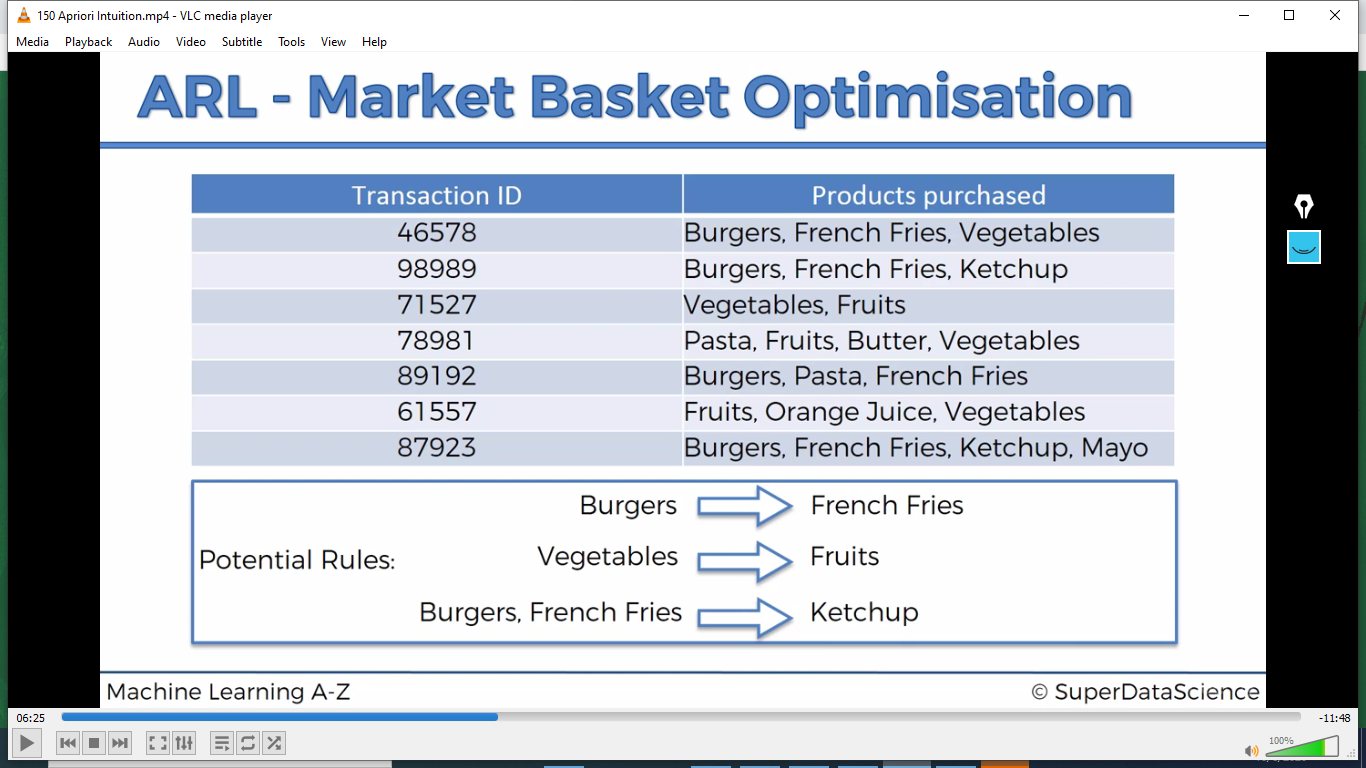 150 Apriori Intuition.mp4 - VLC media player
Media Playback Audio Video Subtitle Tools View Help
ARL - Market Basket Optimisation
Transaction ID Products purchased
46578 Burgers, French Fries, Vegetables
98989 Burgers, French Fries, Ketchup
71527 Vegetables, Fruits
78981 Pasta, Fruits, Butter, Vegetables
89192 Burgers, Pasta, French Fries
61557 Fruits, Orange Juice, Vegetables
87923 Burgers, French Fries, Ketchup, Mayo
Burgers French Fries
Potential Rules: Vegetables Fruits
Burgers, French Fries Ketchup
Machine Learning A-Z © SuperDataScience
06:25 -11:48
100%